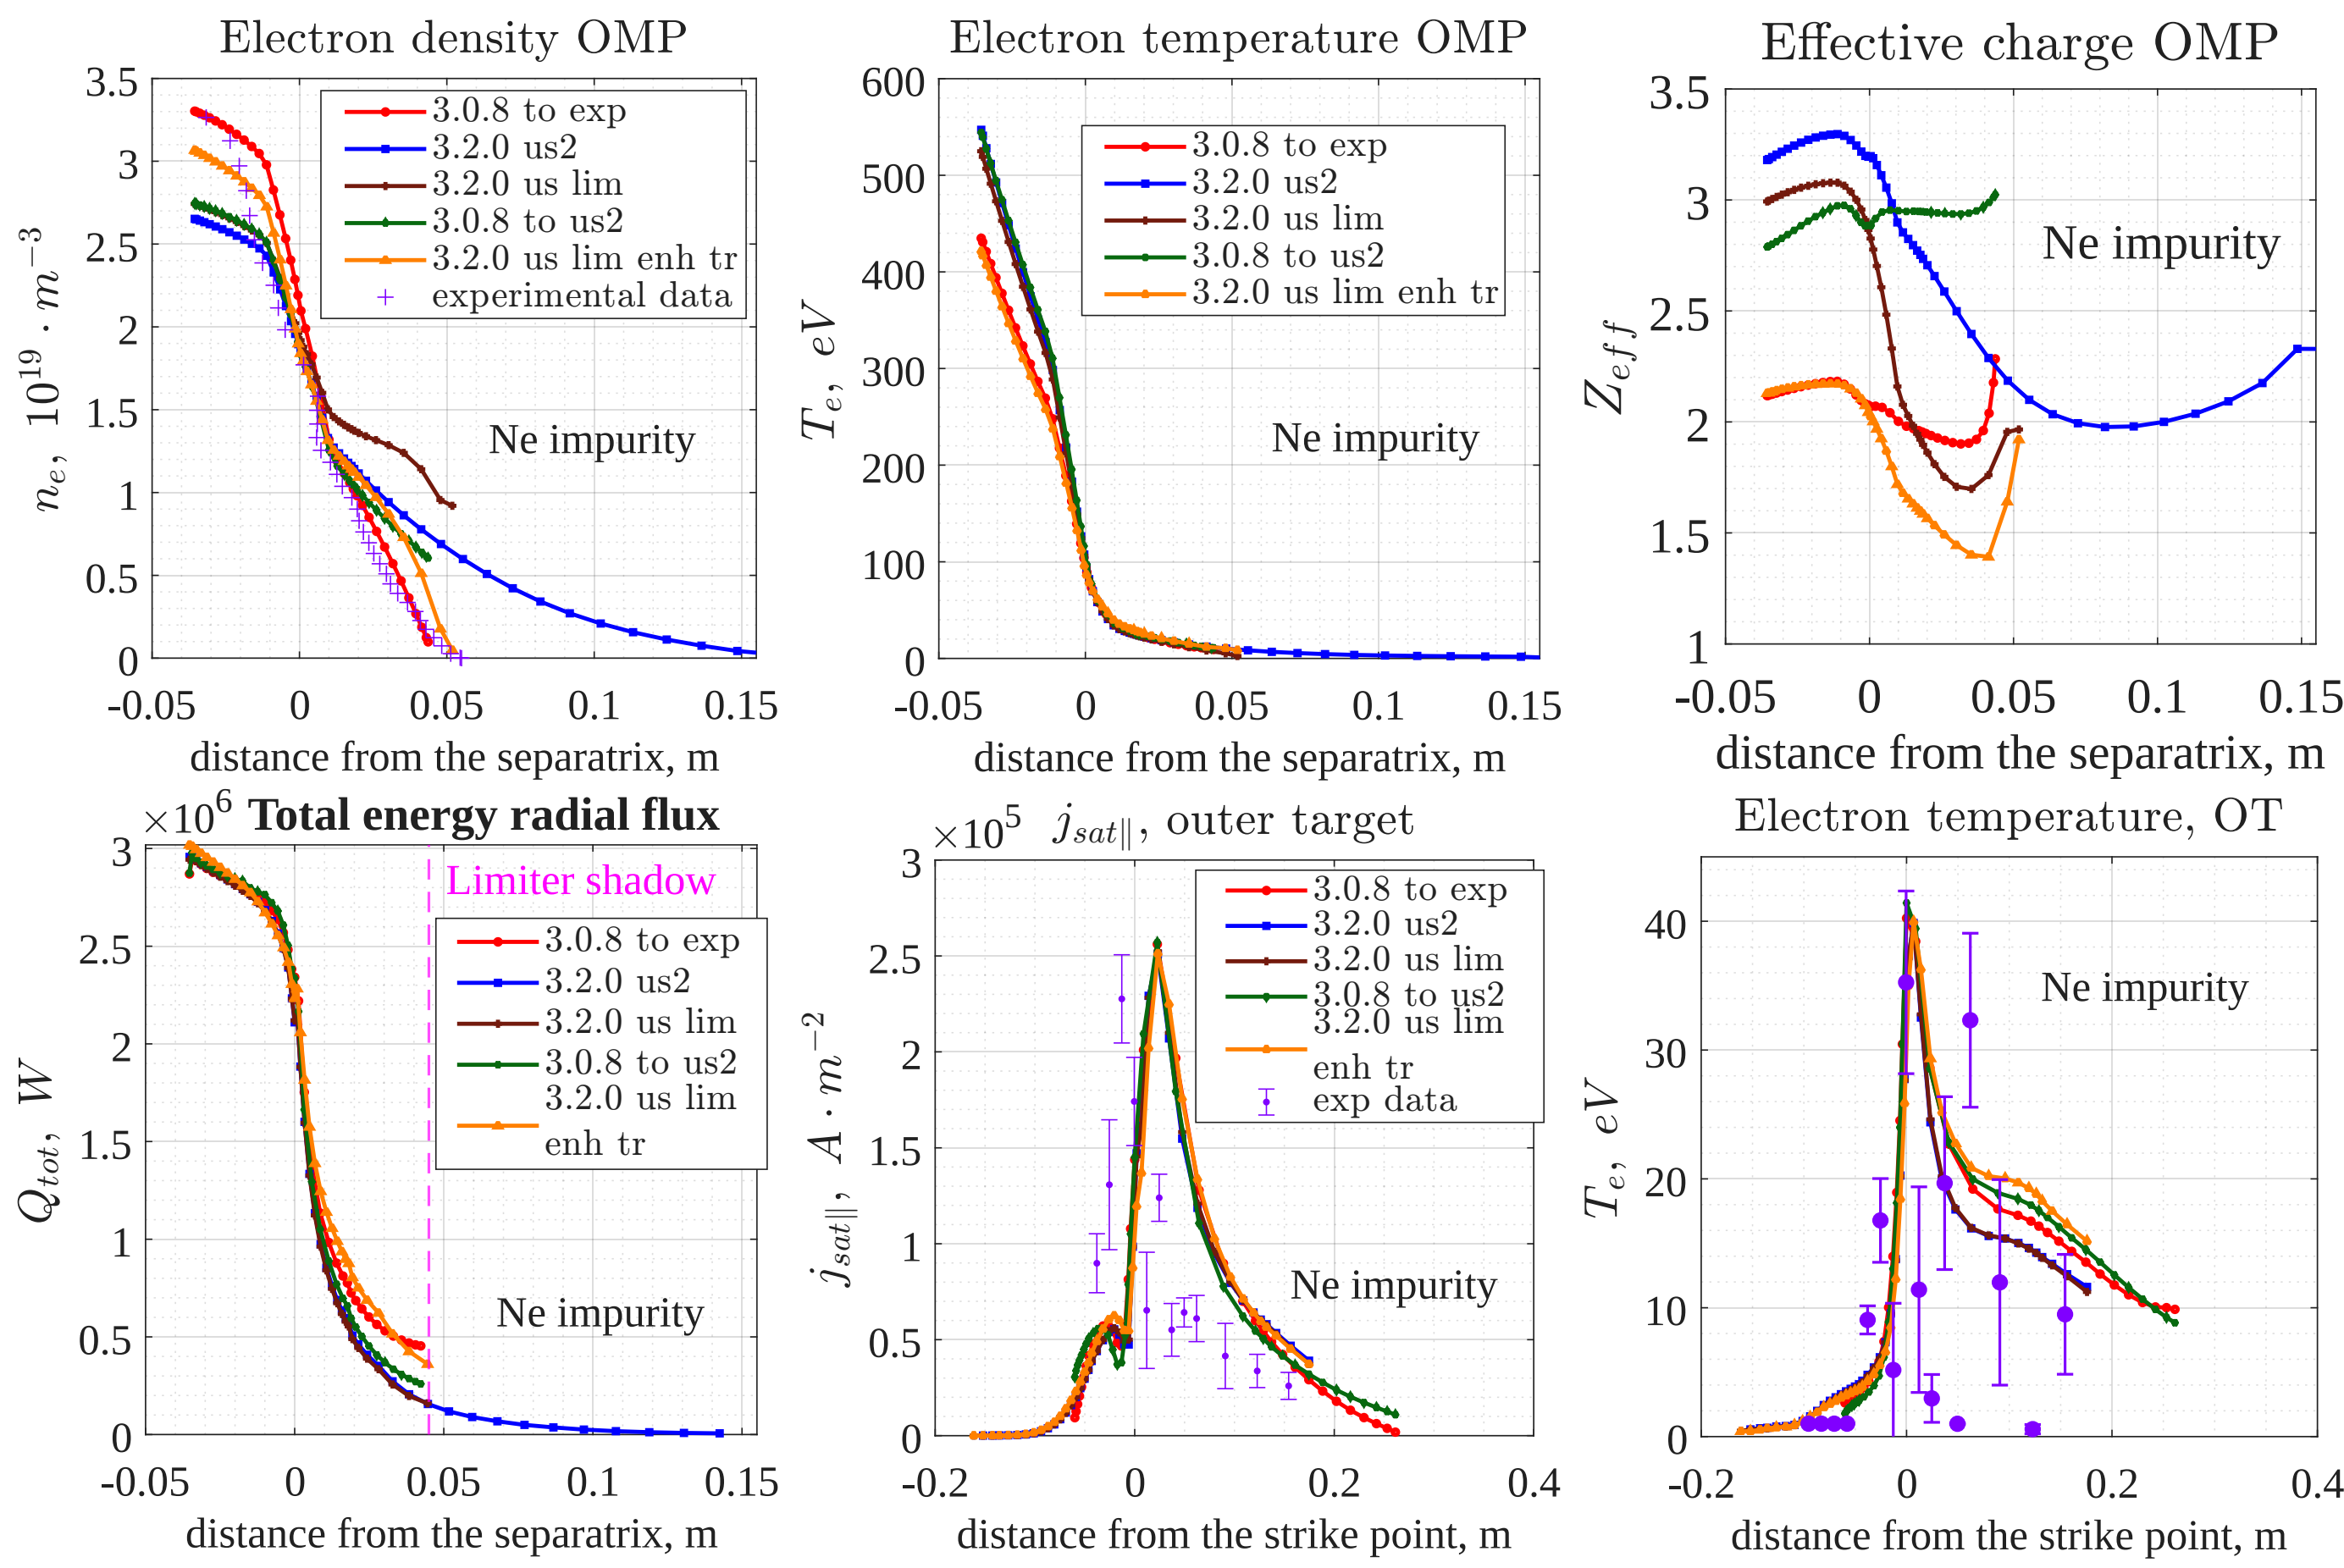 Electron density OMP
3.5
3
2.5
2
1.5
1
0.5
0
-0.05
0
0.05
0.1
0.15
n_e, 10^19 · m^−3
distance from the separatrix, m
3.0.8 to exp
3.2.0 us2
3.2.0 us lim
3.0.8 to us2
3.2.0 us lim enh tr
experimental data
Ne impurity
Electron temperature OMP
600
500
400
300
200
100
0
-0.05
0
0.05
0.1
0.15
T_e, eV
distance from the separatrix, m
3.0.8 to exp
3.2.0 us2
3.2.0 us lim
3.0.8 to us2
3.2.0 us lim enh tr
Ne impurity
Effective charge OMP
3.5
3
2.5
2
1.5
1
-0.05
0
0.05
0.1
0.15
Z_eff
distance from the separatrix, m
Ne impurity
×10^6 Total energy radial flux
3
2.5
2
1.5
1
0.5
0
-0.05
0
0.05
0.1
0.15
Q_tot, W
distance from the separatrix, m
Limiter shadow
3.0.8 to exp
3.2.0 us2
3.2.0 us lim
3.0.8 to us2
3.2.0 us lim
enh tr
Ne impurity
×10^5 j_sat∥, outer target
3
2.5
2
1.5
1
0.5
0
-0.2
0
0.2
0.4
j_sat∥, A · m^−2
distance from the strike point, m
3.0.8 to exp
3.2.0 us2
3.2.0 us lim
3.0.8 to us2
3.2.0 us lim
enh tr
exp data
Ne impurity
Electron temperature, OT
40
30
20
10
0
-0.2
0
0.2
0.4
T_e, eV
distance from the strike point, m
Ne impurity